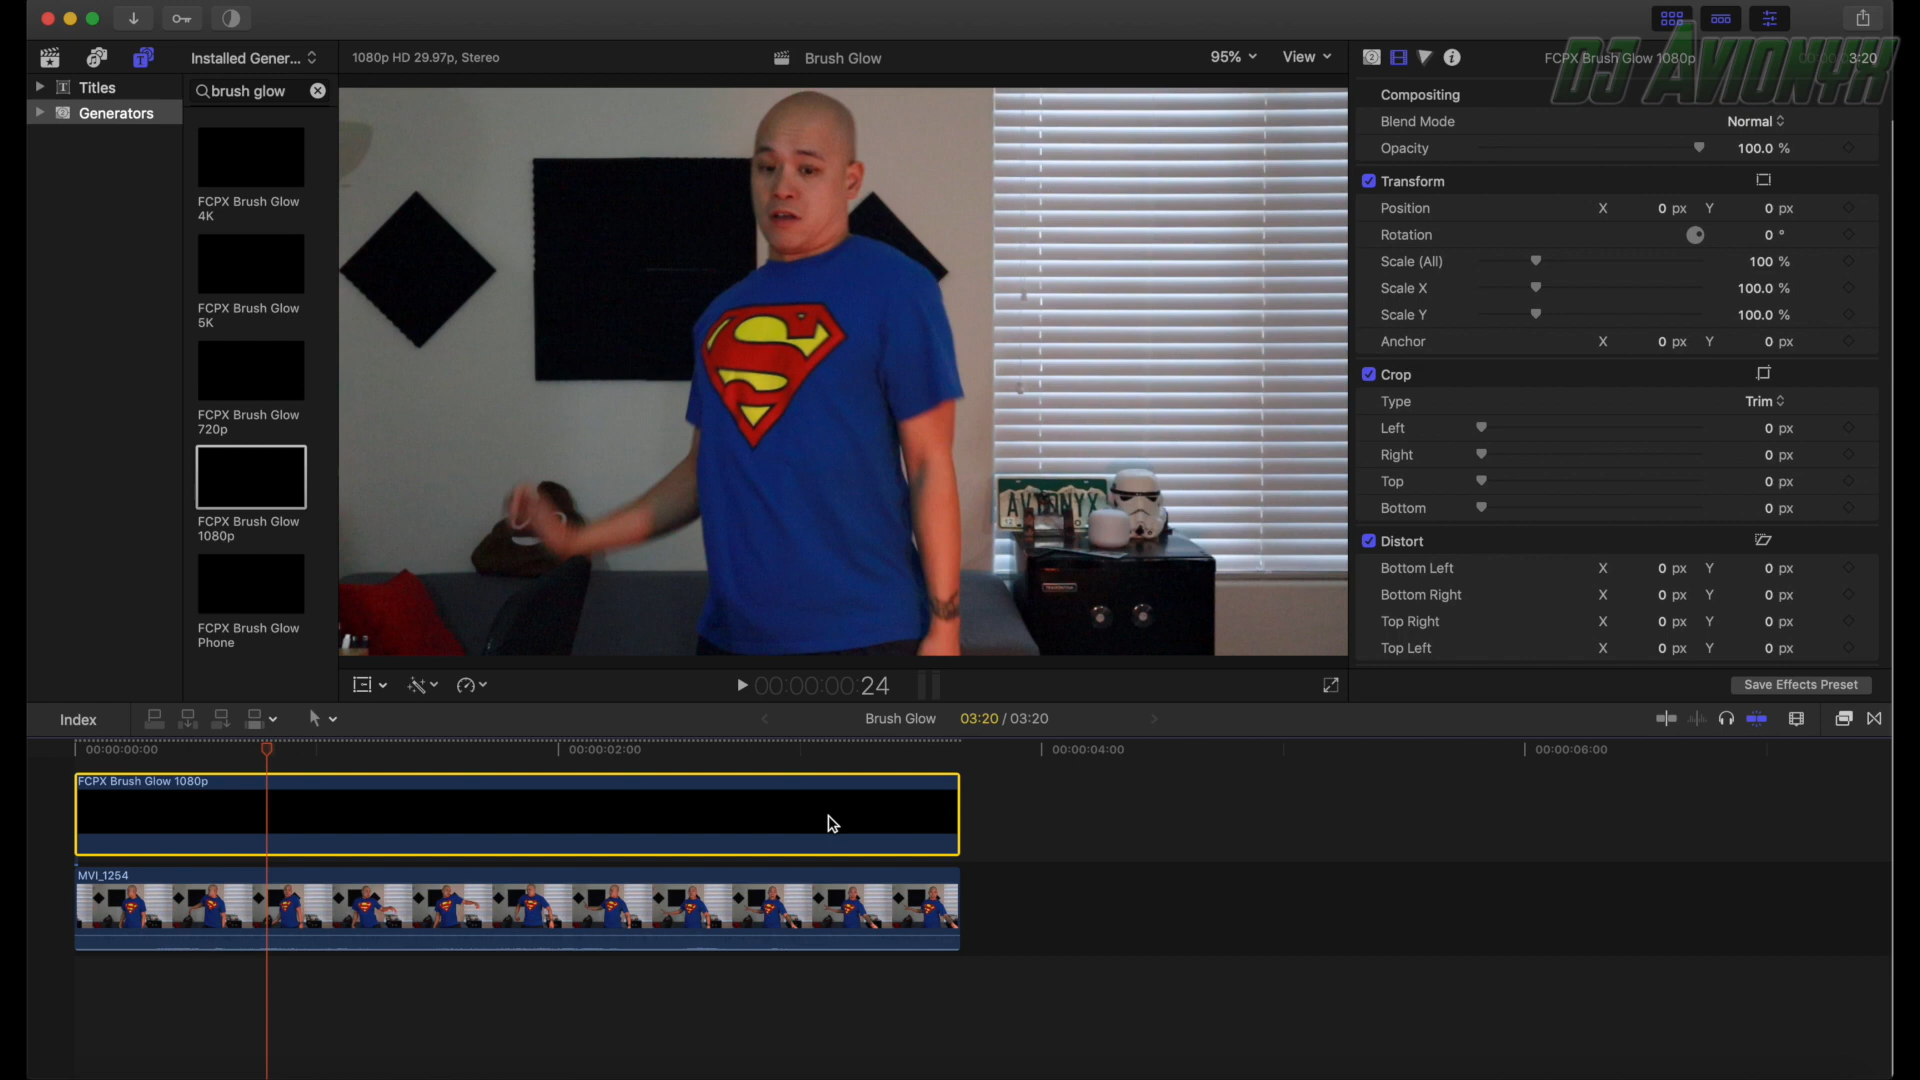 Installed Gener...
1080p HD 29.97p, Stereo
Brush Glow
95%
View
FCPX Brush Glow 1080p
3:20
DJ AVIONYX
Titles
Generators
brush glow
FCPX Brush Glow
4K
FCPX Brush Glow
5K
FCPX Brush Glow
720p
FCPX Brush Glow
1080p
FCPX Brush Glow
Phone
AVIONYX
Compositing
Blend Mode
Normal
Opacity
100.0 %
Transform
Position X 0 px Y 0 px
Rotation 0 °
Scale (All) 100 %
Scale X 100.0 %
Scale Y 100.0 %
Anchor X 0 px Y 0 px
Crop
Type Trim
Left 0 px
Right 0 px
Top 0 px
Bottom 0 px
Distort
Bottom Left X 0 px Y 0 px
Bottom Right X 0 px Y 0 px
Top Right X 0 px Y 0 px
Top Left X 0 px Y 0 px
00:00:00:24
Save Effects Preset
Index
Brush Glow
03:20 / 03:20
00:00:00:00
00:00:02:00
00:00:04:00
00:00:06:00
FCPX Brush Glow 1080p
MVI_1254